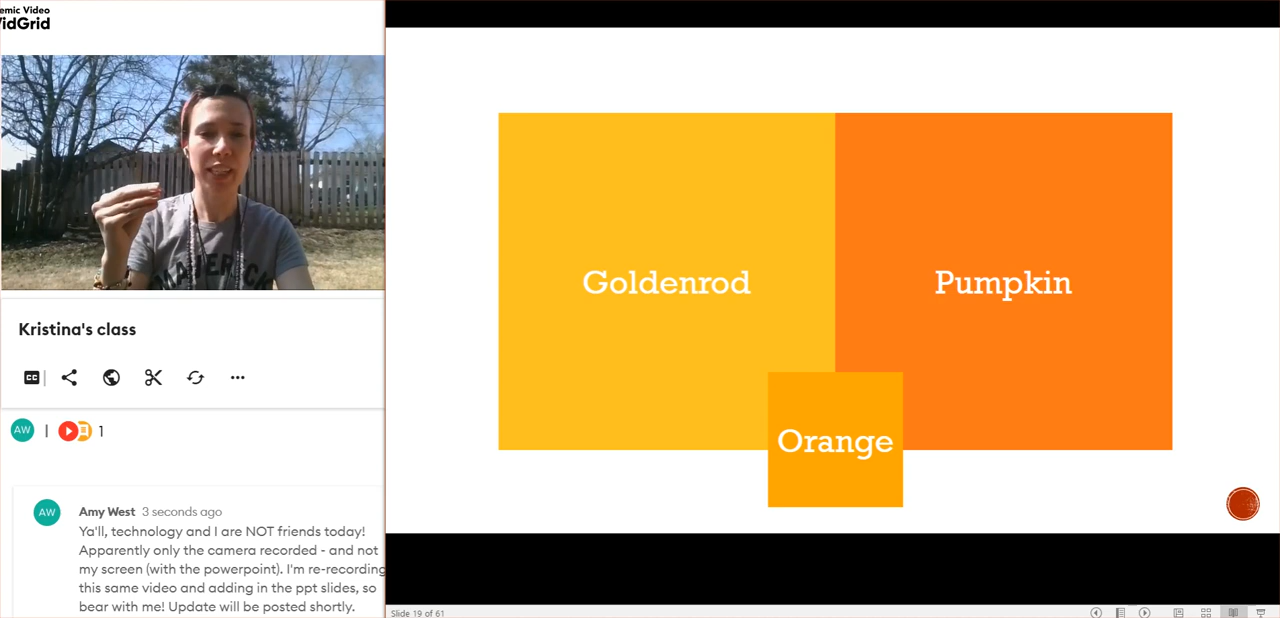 emic Video
VidGrid
MAVERICK
Kristina's class
CC
AW
1
AW
Amy West 3 seconds ago
Ya'll, technology and I are NOT friends today!
Apparently only the camera recorded - and not
my screen (with the powerpoint). I'm re-recording
this same video and adding in the ppt slides, so
bear with me! Update will be posted shortly.
Goldenrod
Pumpkin
Orange
Slide 19 of 61